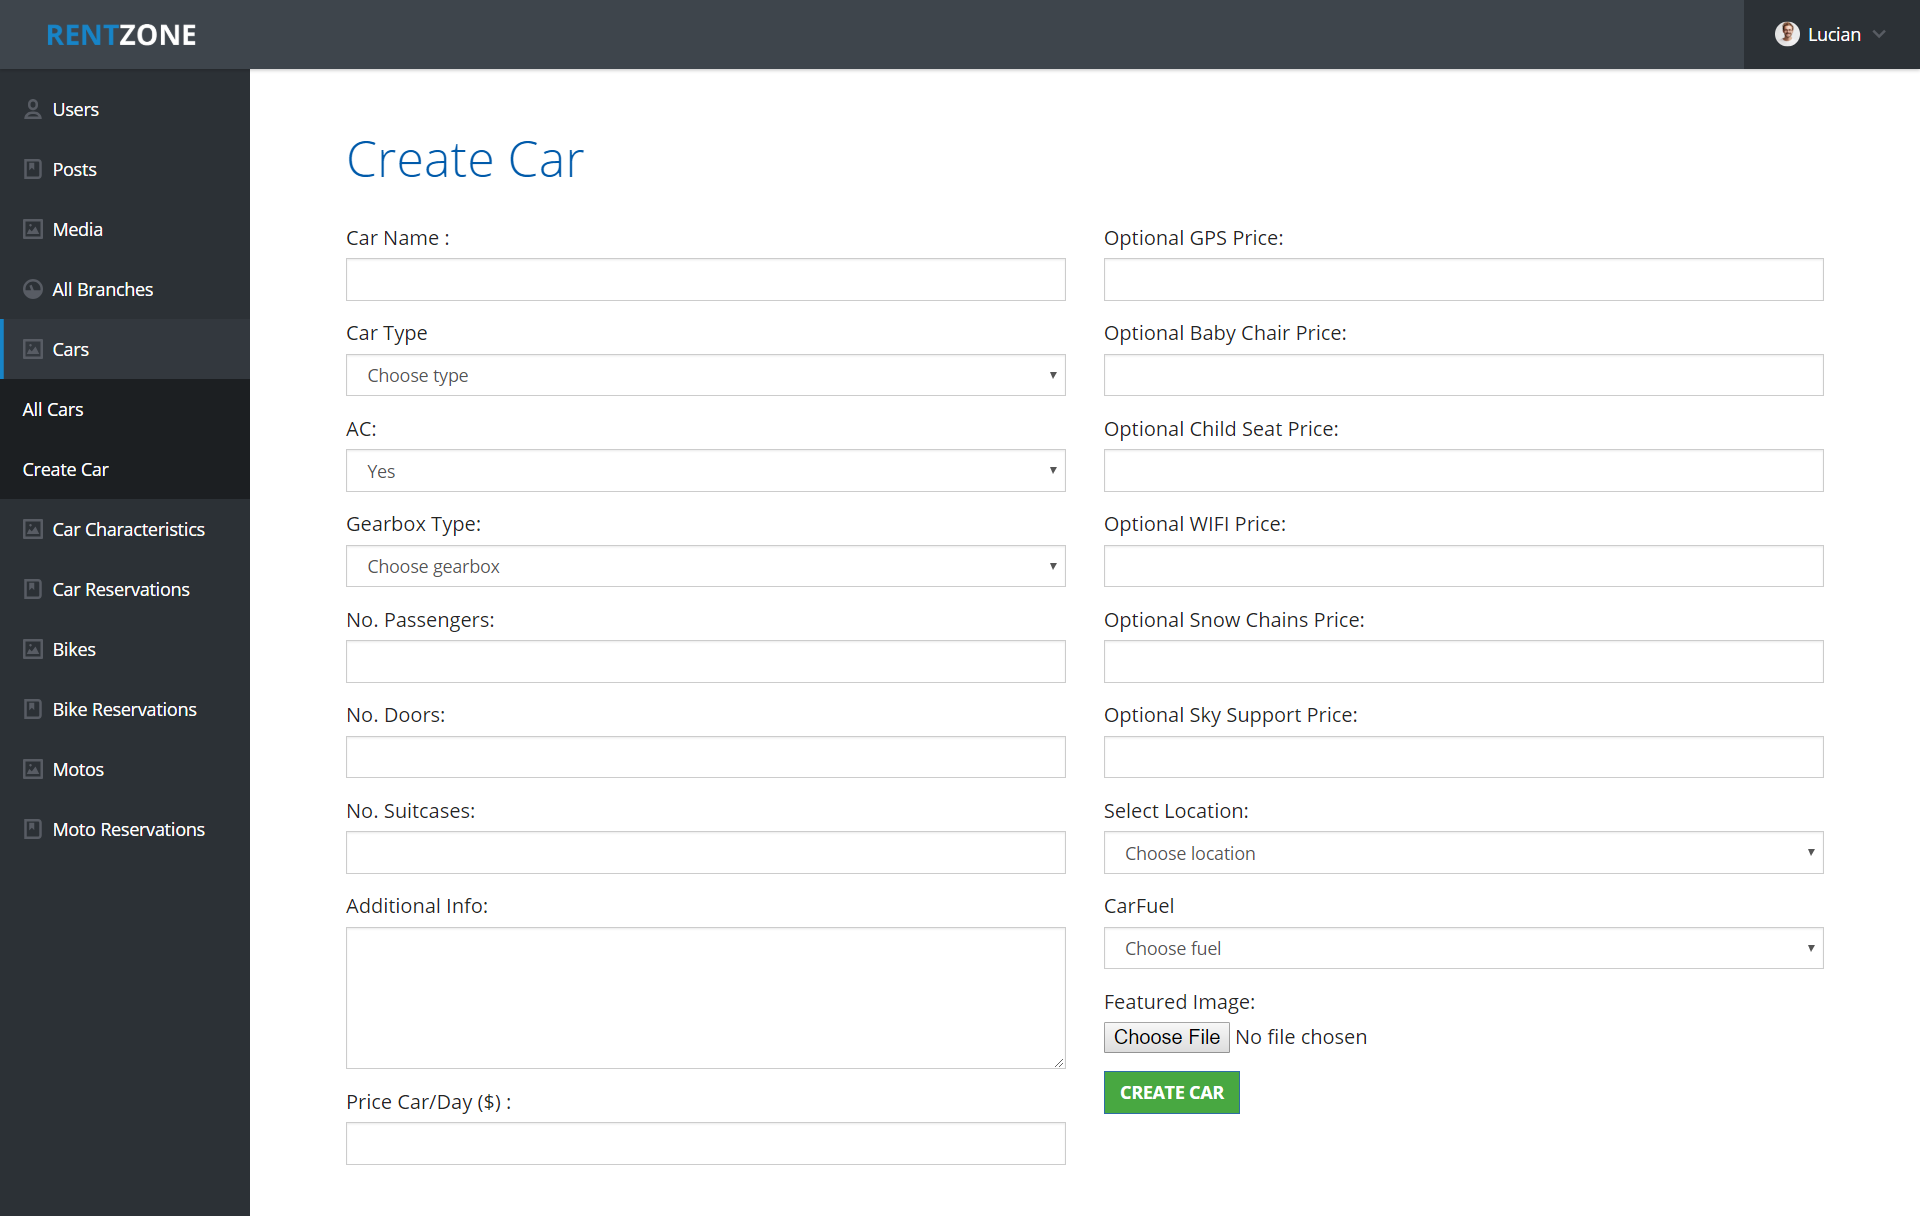 RENTZONE
Lucian
Users
Posts
Media
All Branches
Cars
All Cars
Create Car
Car Characteristics
Car Reservations
Bikes
Bike Reservations
Motos
Moto Reservations
Create Car
Car Name :
Car Type
Choose type
AC:
Yes
Gearbox Type:
Choose gearbox
No. Passengers:
No. Doors:
No. Suitcases:
Additional Info:
Price Car/Day ($) :
Optional GPS Price:
Optional Baby Chair Price:
Optional Child Seat Price:
Optional WIFI Price:
Optional Snow Chains Price:
Optional Sky Support Price:
Select Location:
Choose location
CarFuel
Choose fuel
Featured Image:
Choose File No file chosen
CREATE CAR